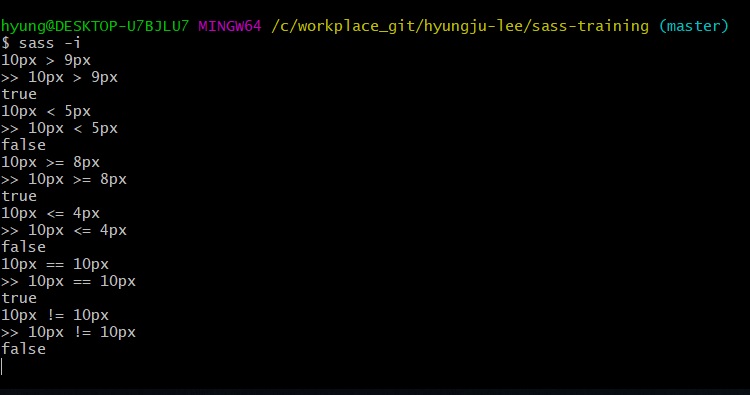 hyung@DESKTOP-U7BJLU7 MINGW64 /c/workplace_git/hyungju-lee/sass-training (master)
$ sass -i
10px > 9px
>> 10px > 9px
true
10px < 5px
>> 10px < 5px
false
10px >= 8px
>> 10px >= 8px
true
10px <= 4px
>> 10px <= 4px
false
10px == 10px
>> 10px == 10px
true
10px != 10px
>> 10px != 10px
false